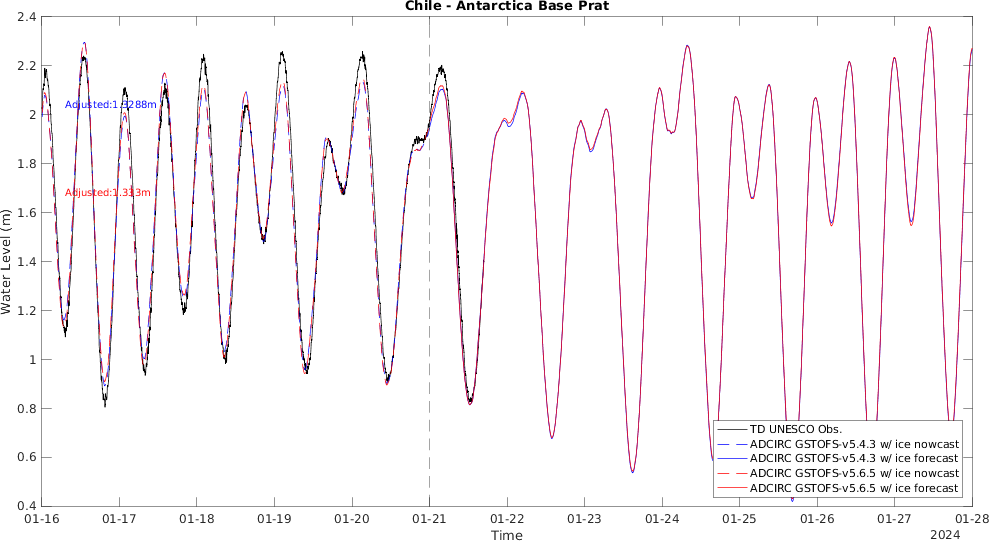 Chile - Antarctica Base Prat
2.4
2.2
2
1.8
1.6
1.4
1.2
1
0.8
0.6
0.4
Water Level (m)
Adjusted:1.3288m
Adjusted:1.333m
TD UNESCO Obs.
ADCIRC GSTOFS-v5.4.3 w/ ice nowcast
ADCIRC GSTOFS-v5.4.3 w/ ice forecast
ADCIRC GSTOFS-v5.6.5 w/ ice nowcast
ADCIRC GSTOFS-v5.6.5 w/ ice forecast
01-16 01-17 01-18 01-19 01-20 01-21 01-22 01-23 01-24 01-25 01-26 01-27 01-28
Time
2024